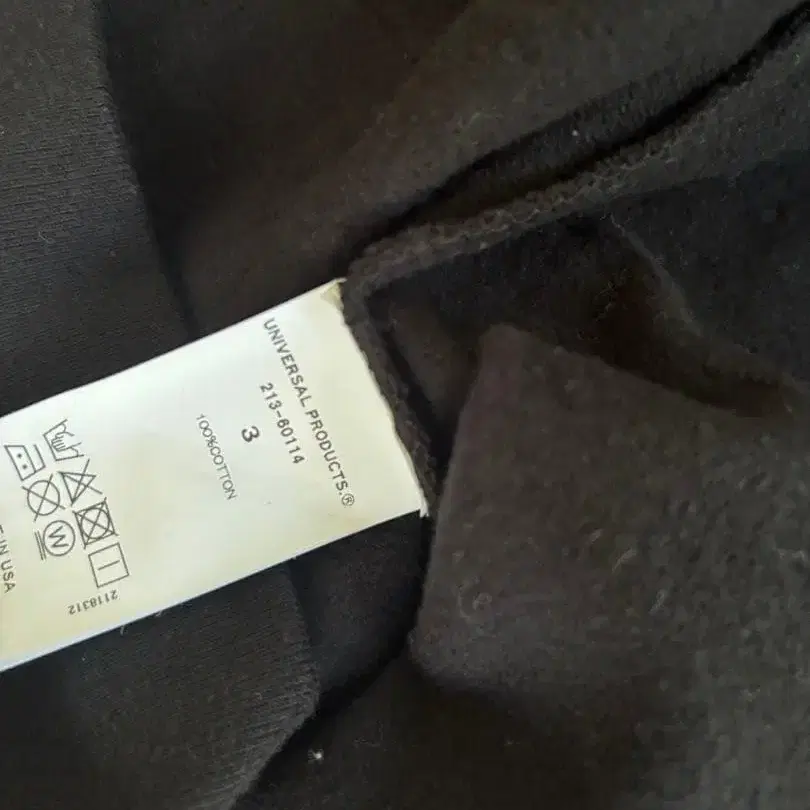 UNIVERSAL PRODUCTS.®
213-60114
3
100%COTTON
W
IN USA
2118312